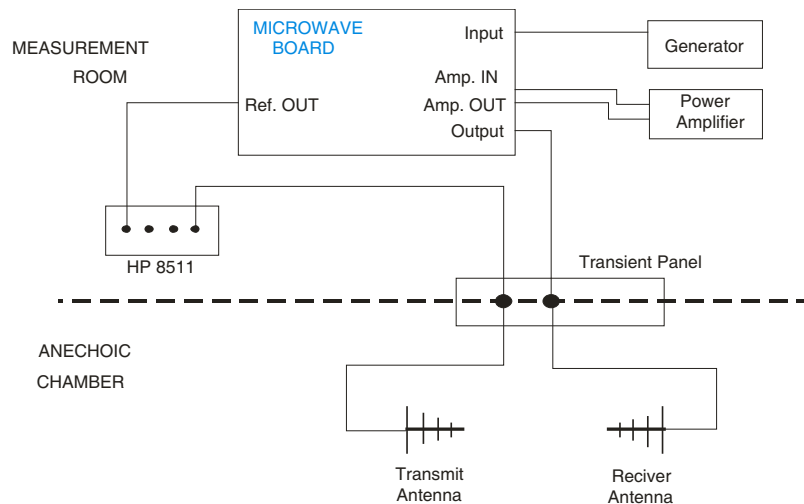 MICROWAVE
BOARD
Input
Generator
MEASUREMENT
ROOM
Amp. IN
Ref. OUT
Amp. OUT
Power
Amplifier
Output
HP 8511
Transient Panel
ANECHOIC
CHAMBER
Transmit
Antenna
Reciver
Antenna